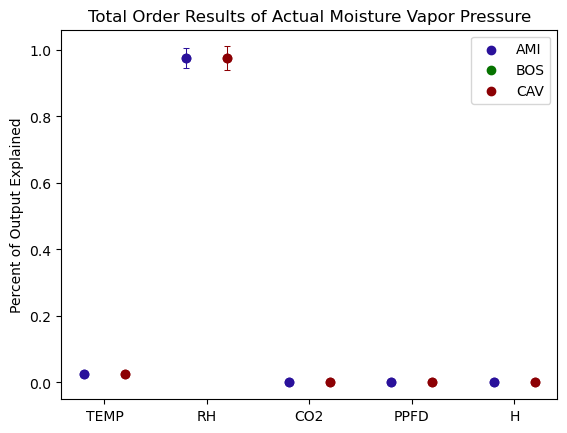 Total Order Results of Actual Moisture Vapor Pressure
AMI
BOS
CAV
Percent of Output Explained
1.0
0.8
0.6
0.4
0.2
0.0
TEMP
RH
CO2
PPFD
H